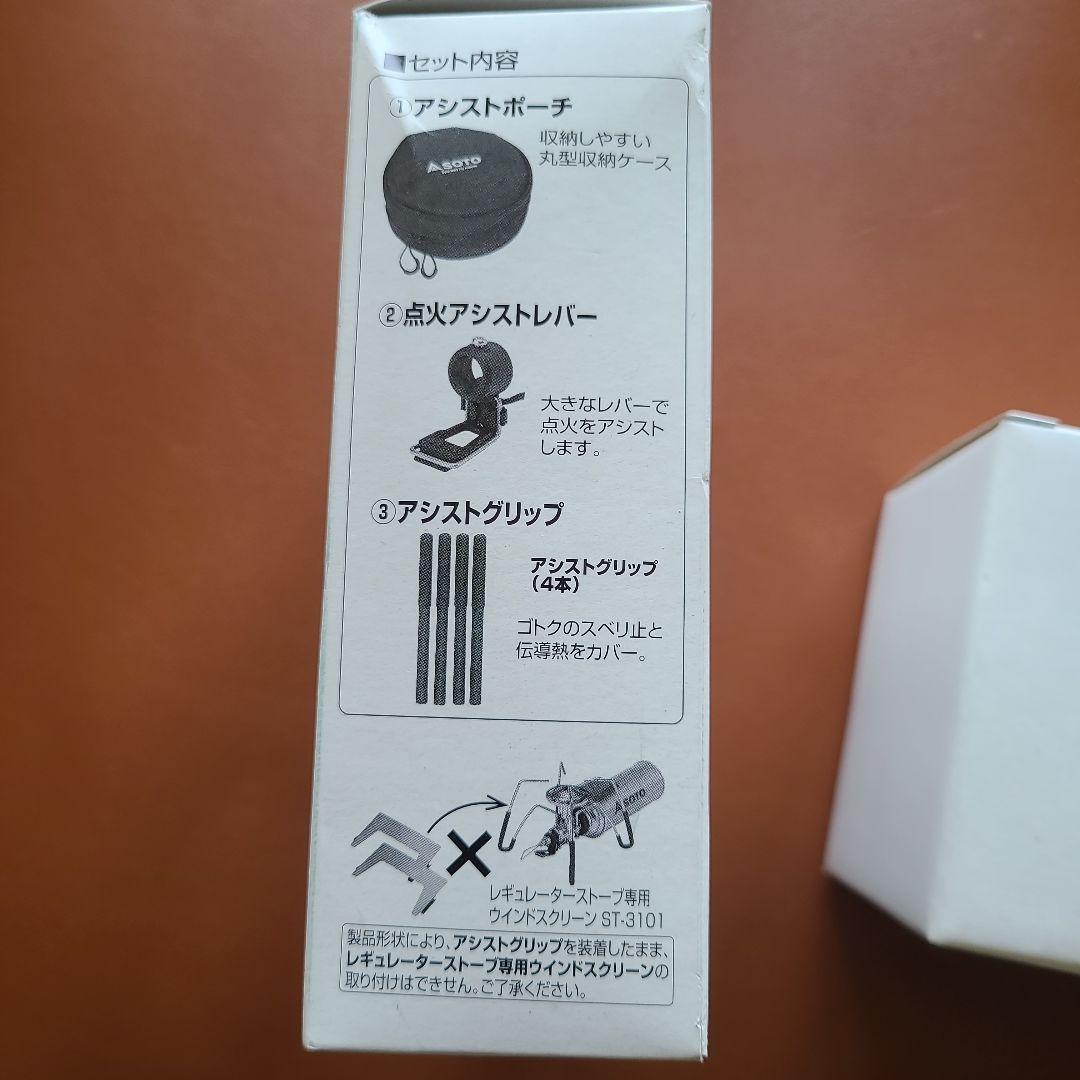 ■セット内容
①アシストポーチ
収納しやすい
丸型収納ケース
SOTO
②点火アシストレバー
大きなレバーで
点火をアシスト
します。
③アシストグリップ
アシストグリップ
(4本)
ゴトクのスベリ止と
伝導熱をカバー。
SOTO
レギュレーターストーブ専用
ウインドスクリーン ST-3101
製品形状により、アシストグリップを装着したまま、
レギュレーターストーブ専用ウインドスクリーンの
取り付けはできせん。ご了承ください。